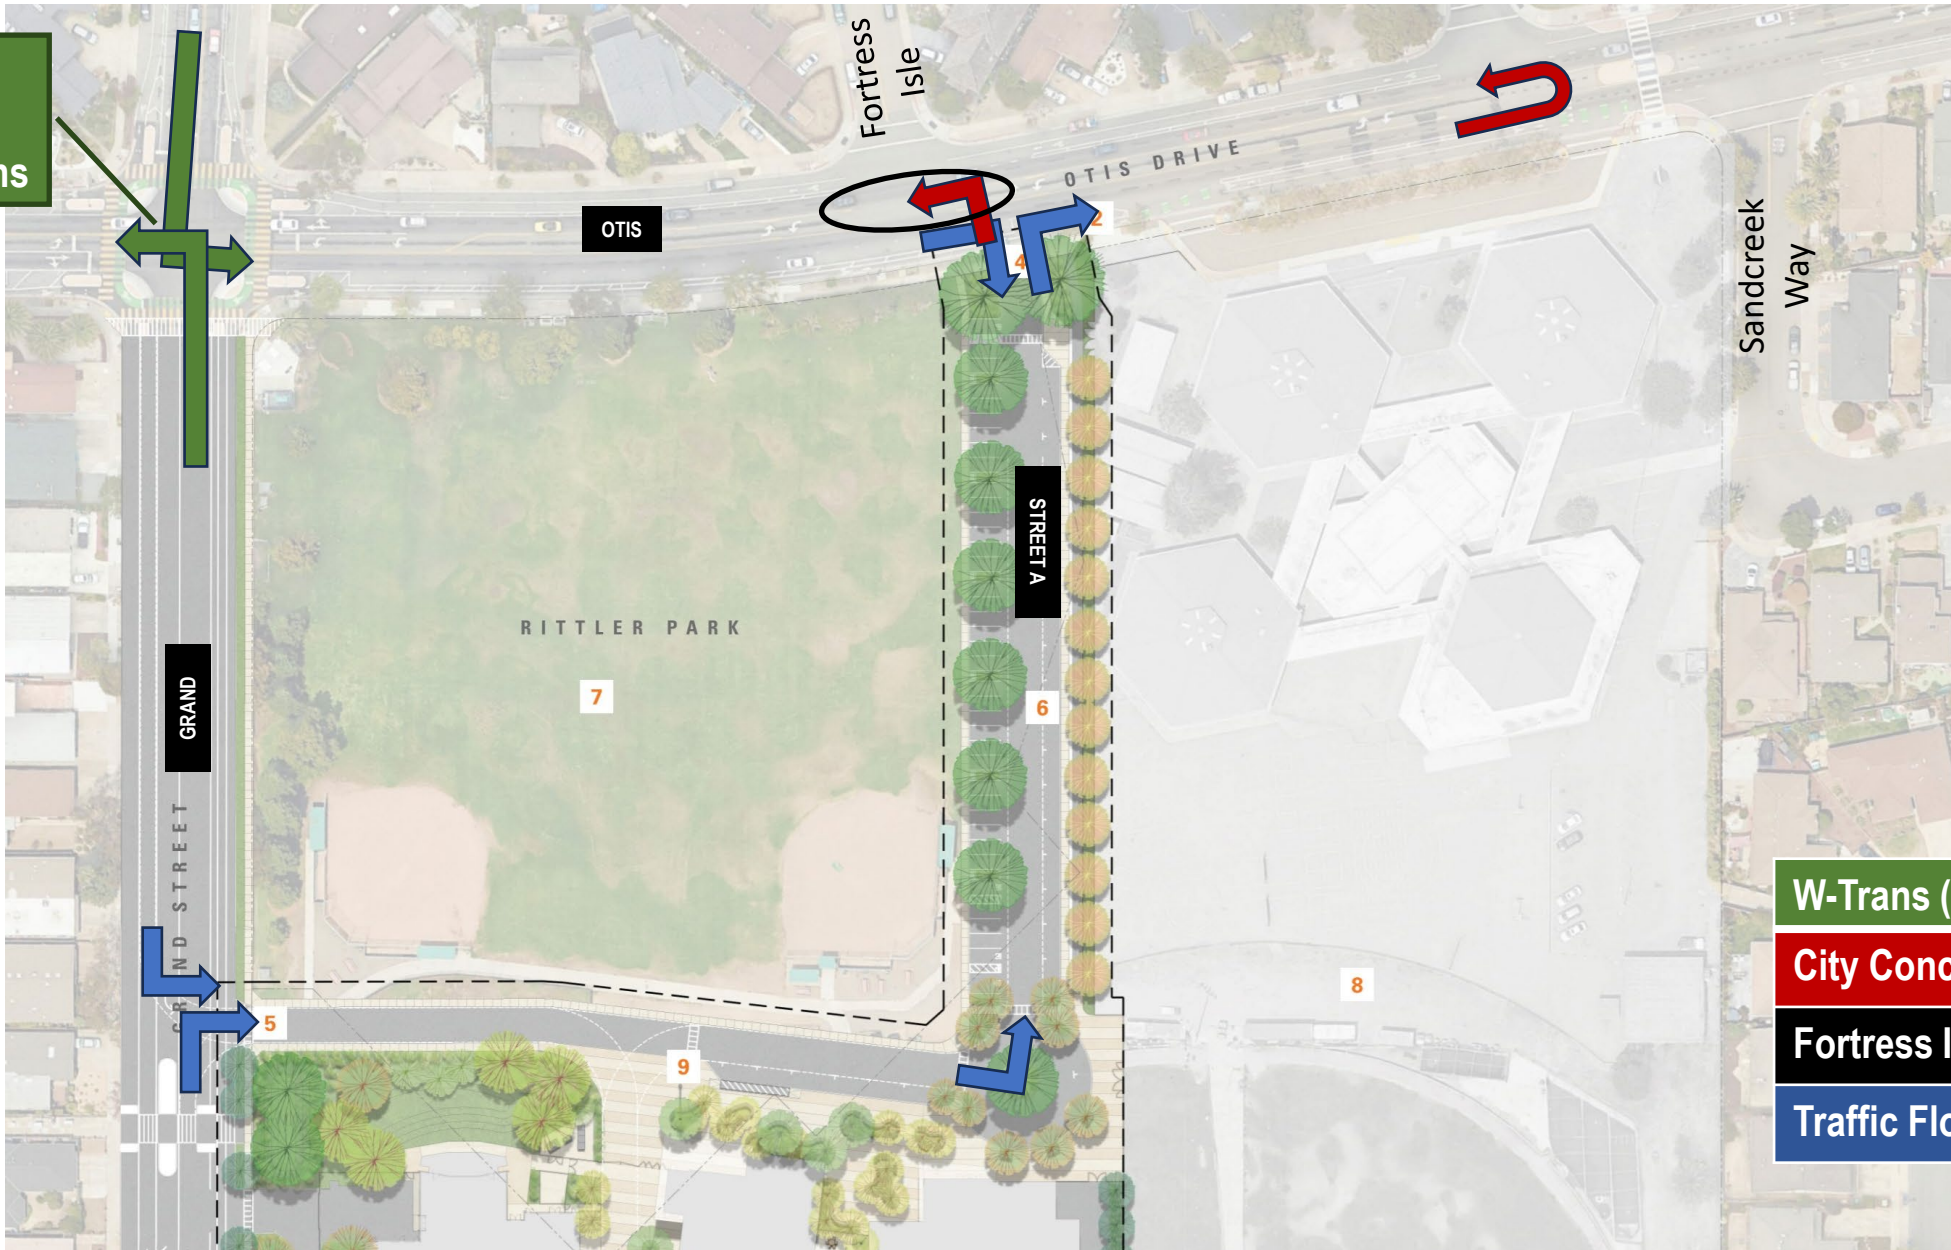 ns
Fortress
Isle
OTIS DRIVE
OTIS
2
4
Sandcreek
Way
STREET A
RITTLER PARK
7
6
GRAND
GRAND STREET
8
5
9
W-Trans (
City Conc
Fortress I
Traffic Flo